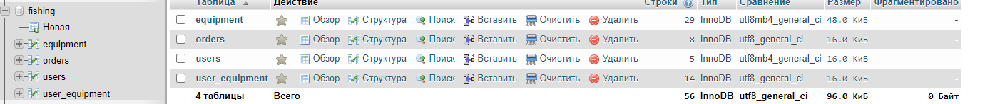 fishing
Новая
equipment
orders
users
user_equipment
Таблица Действие Строки Тип Сравнение Размер Фрагментировано
equipment Обзор Структура Поиск Вставить Очистить Удалить 29 InnoDB utf8mb4_general_ci 48.0 КиБ -
orders Обзор Структура Поиск Вставить Очистить Удалить 8 InnoDB utf8_general_ci 16.0 КиБ -
users Обзор Структура Поиск Вставить Очистить Удалить 5 InnoDB utf8mb4_general_ci 16.0 КиБ -
user_equipment Обзор Структура Поиск Вставить Очистить Удалить 14 InnoDB utf8_general_ci 16.0 КиБ -
4 таблицы Всего 56 InnoDB utf8_general_ci 96.0 КиБ 0 Байт